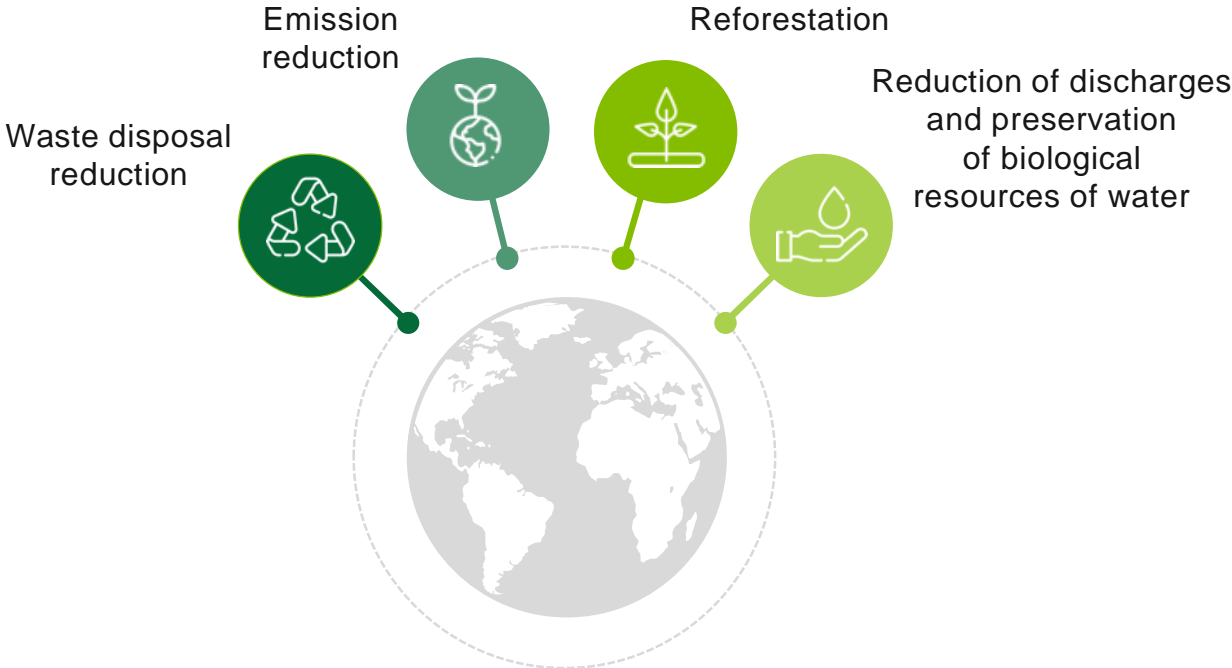 Waste disposal
reduction
Emission
reduction
Reforestation
Reduction of discharges
and preservation
of biological
resources of water